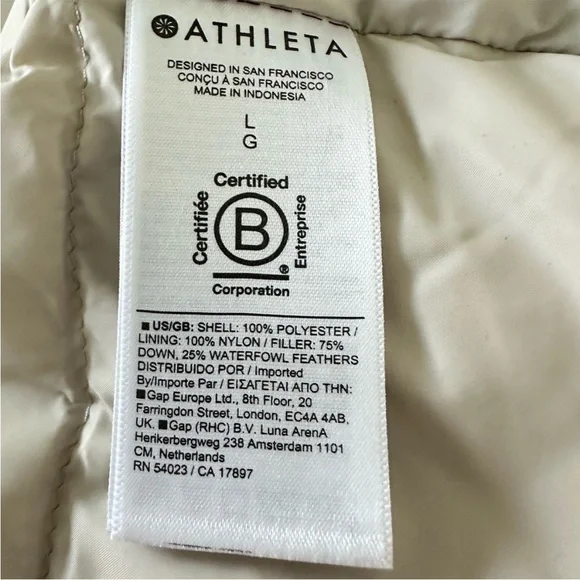 ATHLETA
DESIGNED IN SAN FRANCISCO
CONÇU À SAN FRANCISCO
MADE IN INDONESIA
L
G
Certified
Certifiée
B
Entreprise
®
Corporation
■ US/GB: SHELL: 100% POLYESTER /
LINING: 100% NYLON / FILLER: 75%
DOWN, 25% WATERFOWL FEATHERS
DISTRIBUIDO POR / Imported
By/Importe Par / ΕΙΣΑΓΕΤΑΙ ΑΠΟ ΤΗΝ:
■Gap Europe Ltd., 8th Floor, 20
Farringdon Street, London, EC4A 4AB,
UK. ■Gap (RHC) B.V. Luna ArenA
Herikerbergweg 238 Amsterdam 1101
CM, Netherlands
RN 54023 / CA 17897